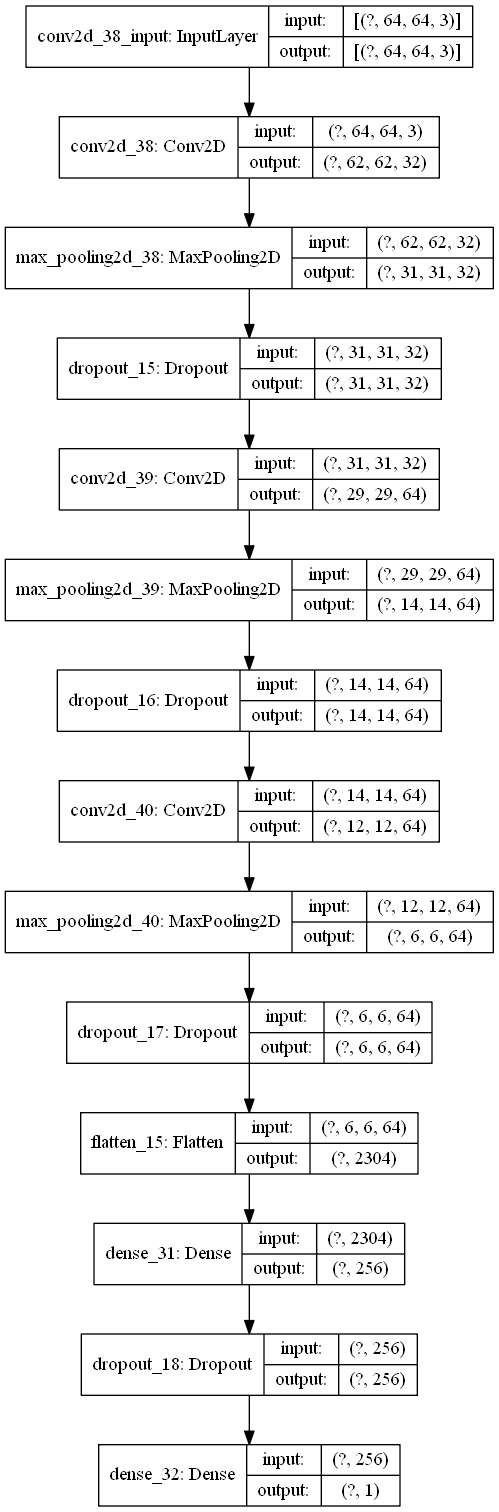 conv2d_38_input: InputLayer
input: [(?, 64, 64, 3)]
output: [(?, 64, 64, 3)]
conv2d_38: Conv2D
input: (?, 64, 64, 3)
output: (?, 62, 62, 32)
max_pooling2d_38: MaxPooling2D
input: (?, 62, 62, 32)
output: (?, 31, 31, 32)
dropout_15: Dropout
input: (?, 31, 31, 32)
output: (?, 31, 31, 32)
conv2d_39: Conv2D
input: (?, 31, 31, 32)
output: (?, 29, 29, 64)
max_pooling2d_39: MaxPooling2D
input: (?, 29, 29, 64)
output: (?, 14, 14, 64)
dropout_16: Dropout
input: (?, 14, 14, 64)
output: (?, 14, 14, 64)
conv2d_40: Conv2D
input: (?, 14, 14, 64)
output: (?, 12, 12, 64)
max_pooling2d_40: MaxPooling2D
input: (?, 12, 12, 64)
output: (?, 6, 6, 64)
dropout_17: Dropout
input: (?, 6, 6, 64)
output: (?, 6, 6, 64)
flatten_15: Flatten
input: (?, 6, 6, 64)
output: (?, 2304)
dense_31: Dense
input: (?, 2304)
output: (?, 256)
dropout_18: Dropout
input: (?, 256)
output: (?, 256)
dense_32: Dense
input: (?, 256)
output: (?, 1)